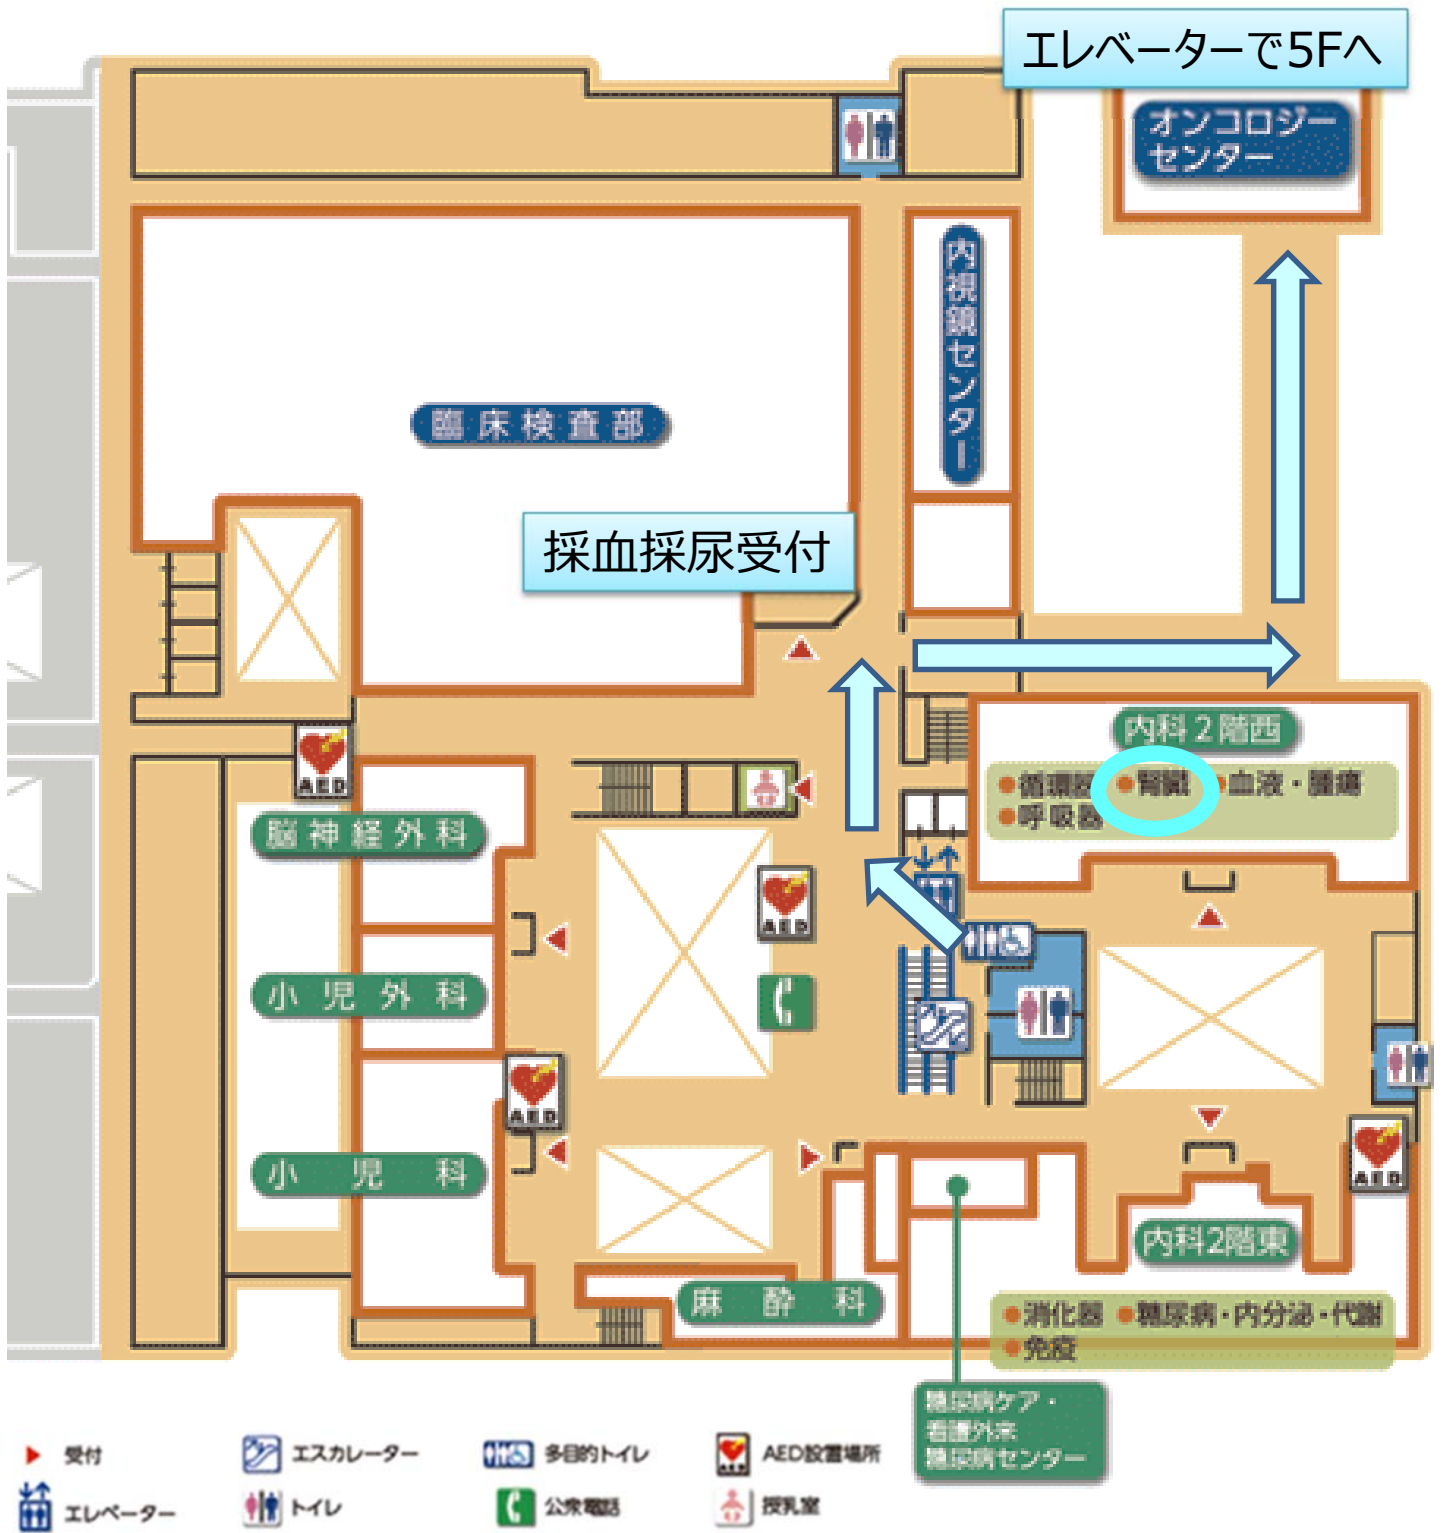 エレベーターで5Fへ
オンコロジー
センター
内視鏡センター
臨床検査部
採血採尿受付
内科2階西
●循環器 ●腎臓 ●血液・腫瘍
●呼吸器
AED
脳神経外科
AED
小児外科
AED
小児科
AED
内科2階東
麻酔科
●消化器 ●糖尿病・内分泌・代謝
●免疫
糖尿病ケア・
看護外来
糖尿病センター
受付
エスカレーター
多目的トイレ
AED
AED設置場所
エレベーター
トイレ
公衆電話
授乳室